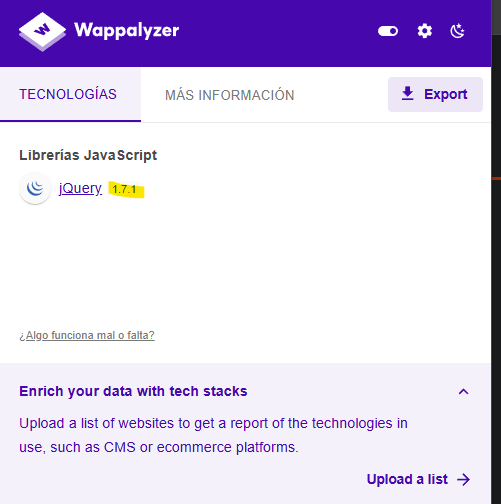 Wappalyzer
TECNOLOGÍAS
MÁS INFORMACIÓN
Export
Librerías JavaScript
jQuery 1.7.1
¿Algo funciona mal o falta?
Enrich your data with tech stacks
Upload a list of websites to get a report of the technologies in
use, such as CMS or ecommerce platforms.
Upload a list